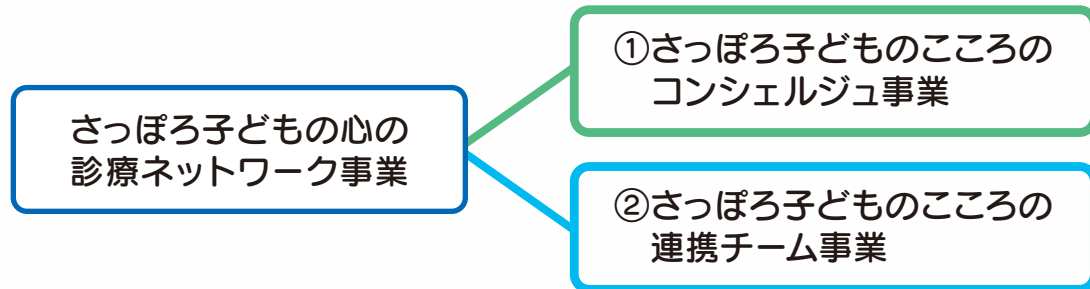 さっぽろ子どもの心の
診療ネットワーク事業
①さっぽろ子どものこころの
コンシェルジュ事業
②さっぽろ子どものこころの
連携チーム事業